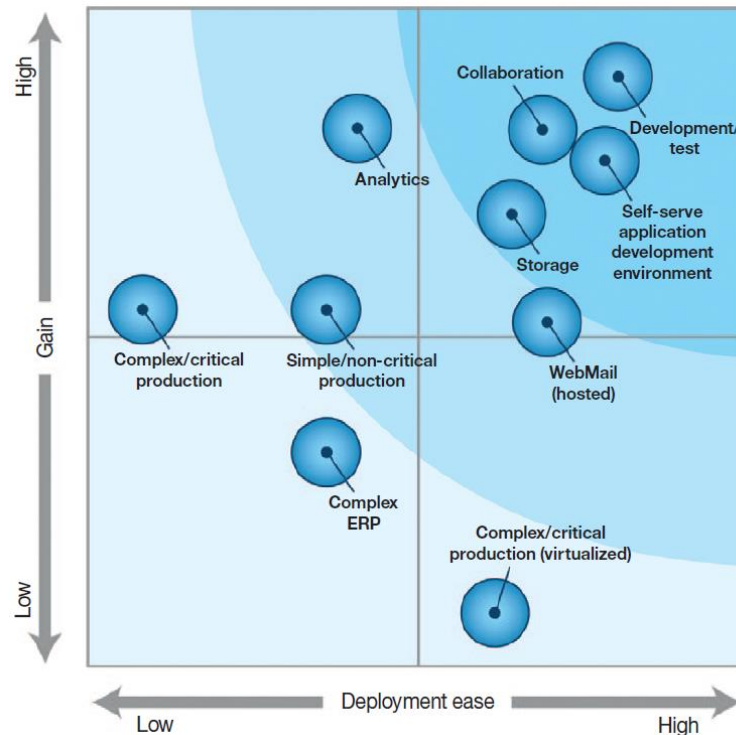 High
Collaboration
Development/
test
Analytics
Self-serve
application
development
environment
Storage
Gain
Complex/critical
production
Simple/non-critical
production
WebMail
(hosted)
Complex
ERP
Complex/critical
production (virtualized)
Low
Deployment ease
Low
High